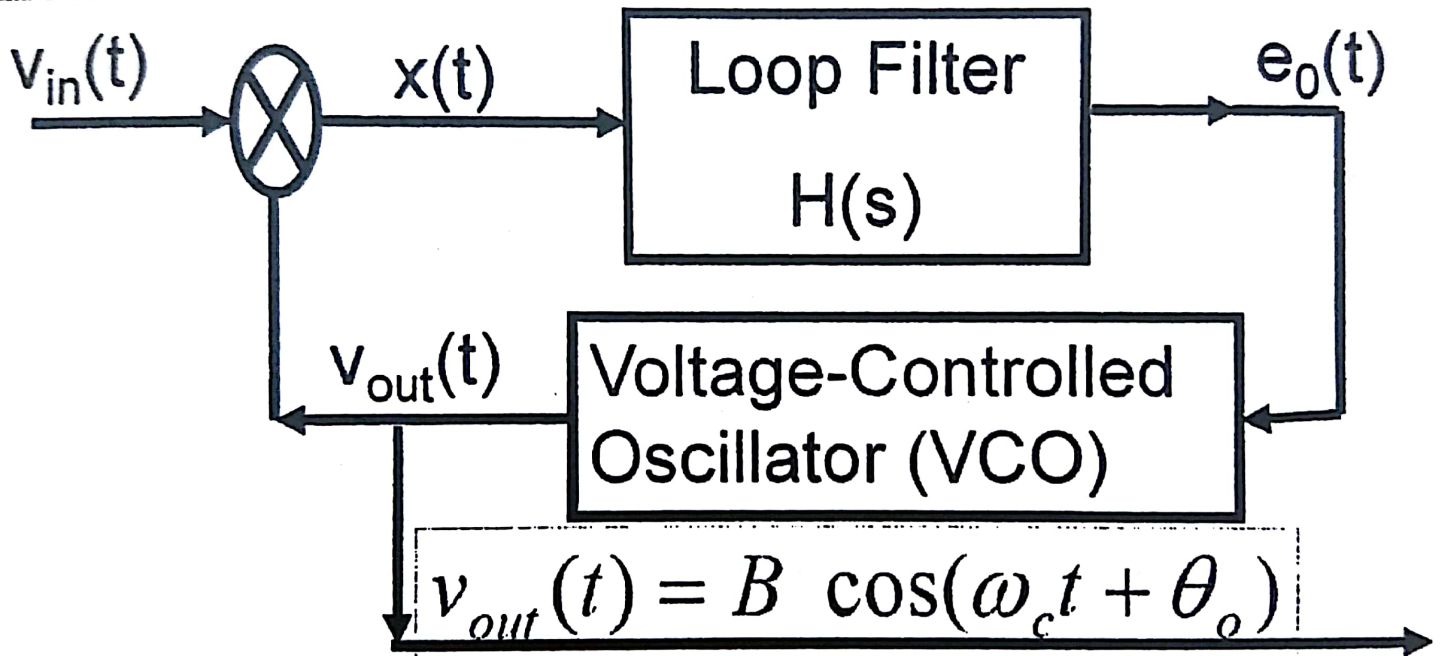 v_in(t)
x(t)
Loop Filter
H(s)
e_0(t)
v_out(t)
Voltage-Controlled
Oscillator (VCO)
v_out(t) = B cos(ω_c t + θ_o)